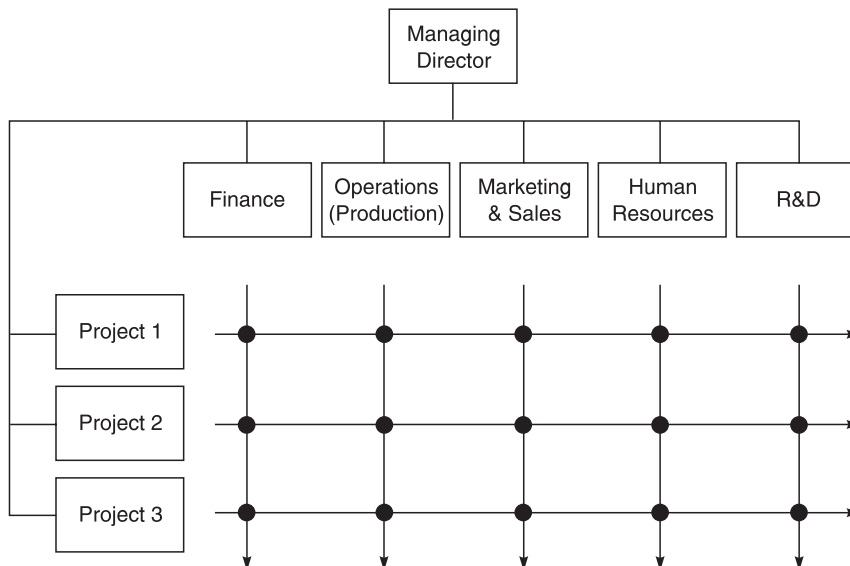 Managing
Director
Finance
Operations
(Production)
Marketing
& Sales
Human
Resources
R&D
Project 1
Project 2
Project 3